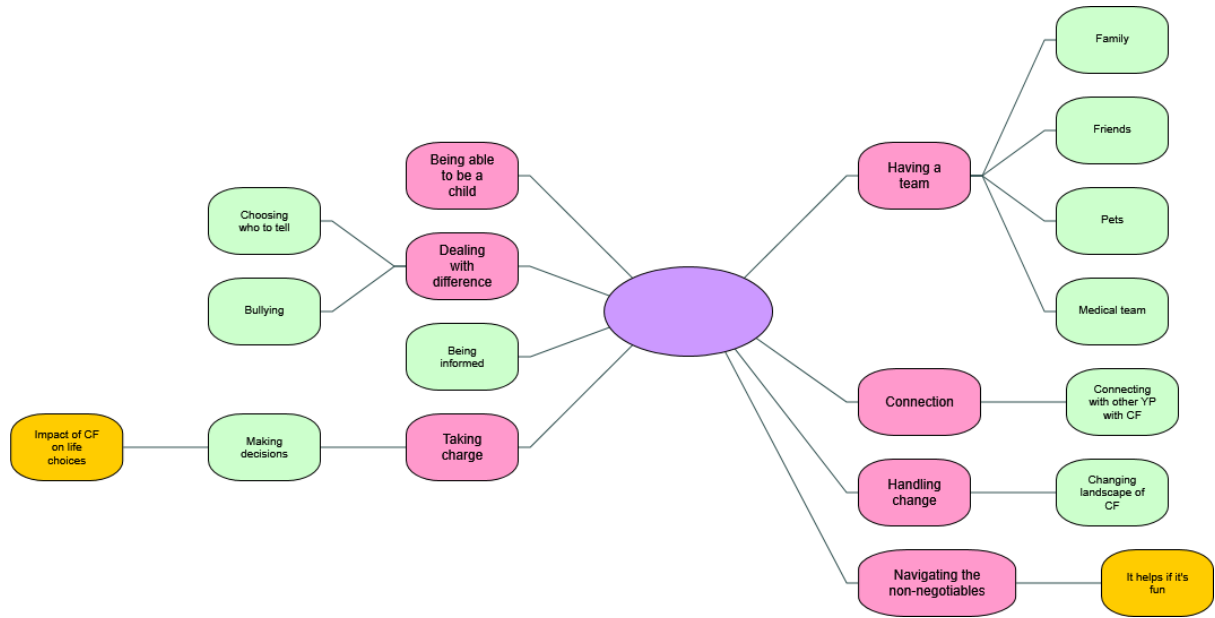 Being able
to be a
child
Dealing
with
difference
Choosing
who to tell
Bullying
Being
informed
Taking
charge
Making
decisions
Impact of CF
on life
choices
Having a
team
Family
Friends
Pets
Medical team
Connection
Connecting
with other YP
with CF
Handling
change
Changing
landscape of
CF
Navigating the
non-negotiables
It helps if it's
fun